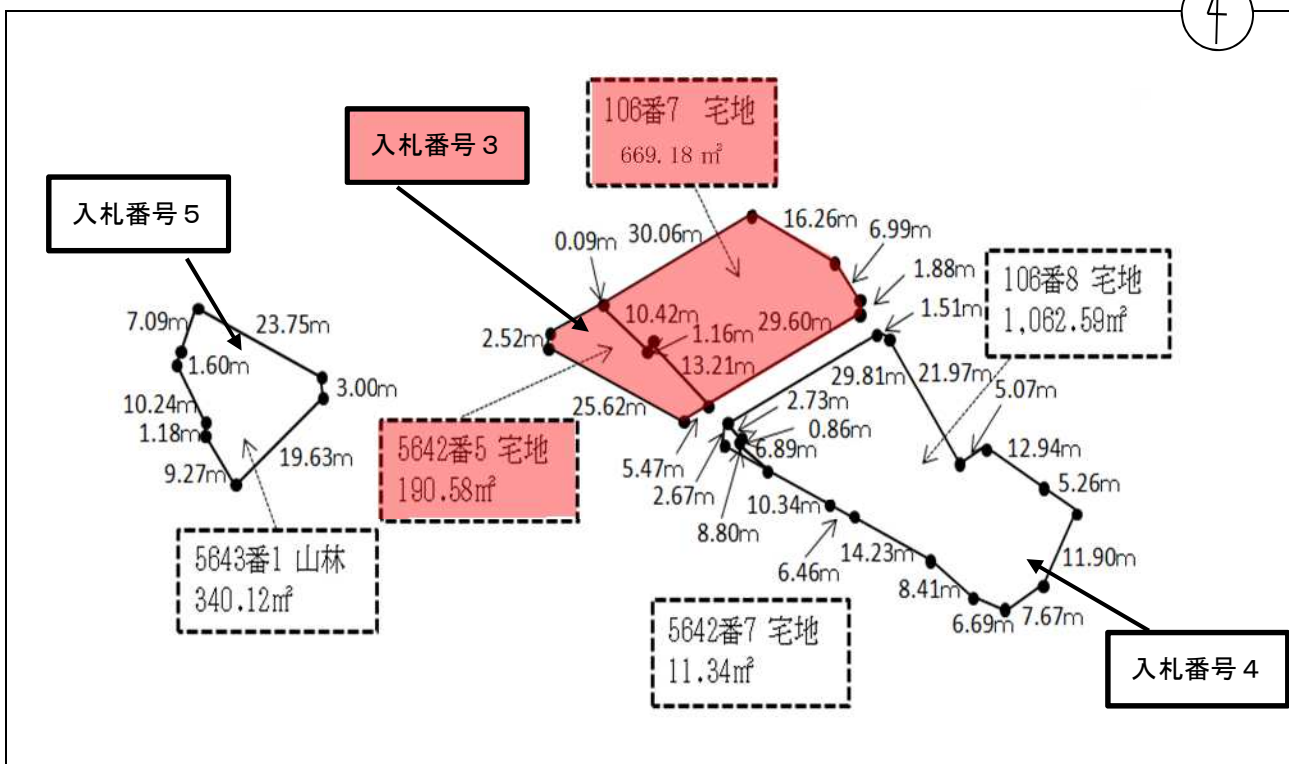 4
106番7 宅地
669.18 ㎡
入札番号3
入札番号5
16.26m
30.06m
6.99m
0.09m
1.88m
106番8 宅地
1,062.59㎡
1.51m
7.09m
23.75m
2.52m
10.42m
1.16m
29.60m
13.21m
1.60m
3.00m
29.81m
21.97m
5.07m
10.24m
25.62m
2.73m
0.86m
12.94m
1.18m
5642番5 宅地
190.58㎡
6.89m
5.47m
2.67m
9.27m
19.63m
10.34m
5.26m
8.80m
5643番1 山林
340.12㎡
6.46m
14.23m
11.90m
8.41m
5642番7 宅地
11.34㎡
6.69m
7.67m
入札番号4